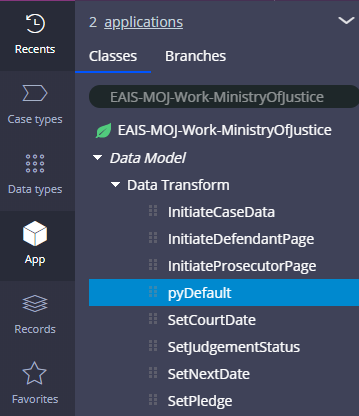 Recents
Case types
Data types
App
Records
Favorites
2 applications
Classes Branches
EAIS-MOJ-Work-MinistryOfJustice
EAIS-MOJ-Work-MinistryOfJustice
Data Model
Data Transform
InitiateCaseData
InitiateDefendantPage
InitiateProsecutorPage
pyDefault
SetCourtDate
SetJudgementStatus
SetNextDate
SetPledge